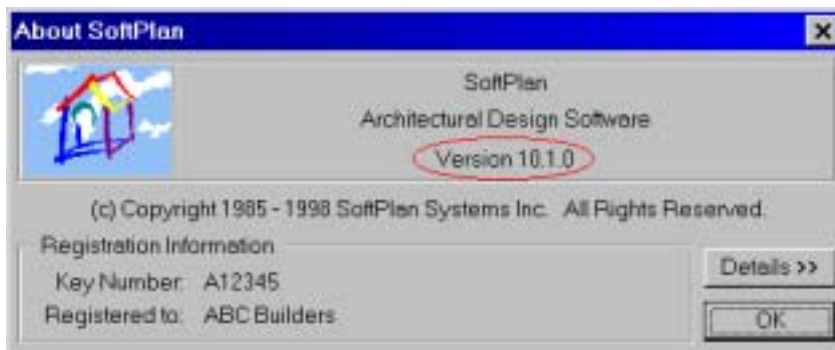 About SoftPlan
SoftPlan
Architectural Design Software
Version 10.1.0
(c) Copyright 1985 - 1998 SoftPlan Systems Inc. All Rights Reserved.
Registration Information
Key Number: A12345
Registered to: ABC Builders
Details >>
OK